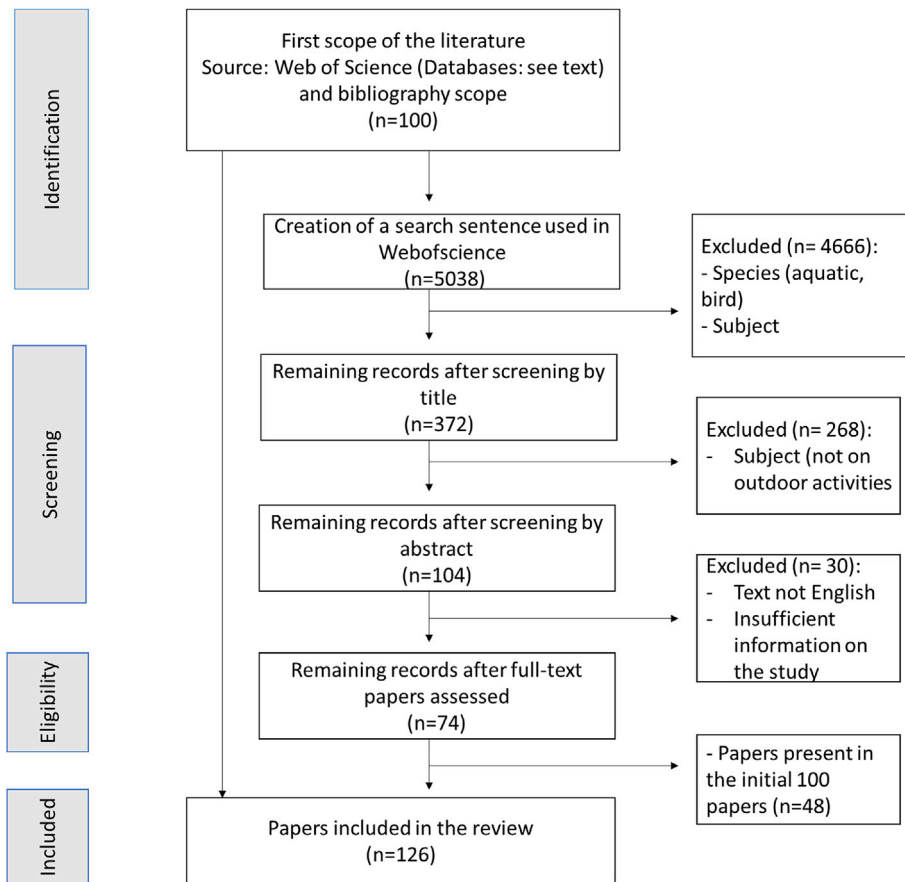 Identification
First scope of the literature
Source: Web of Science (Databases: see text)
and bibliography scope
(n=100)
Creation of a search sentence used in
Webofscience
(n=5038)
Excluded (n= 4666):
- Species (aquatic,
bird)
- Subject
Screening
Remaining records after screening by
title
(n=372)
Excluded (n= 268):
- Subject (not on
outdoor activities
Remaining records after screening by
abstract
(n=104)
Excluded (n= 30):
- Text not English
- Insufficient
information on
the study
Eligibility
Remaining records after full-text
papers assessed
(n=74)
- Papers present in
the initial 100
papers (n=48)
Included
Papers included in the review
(n=126)